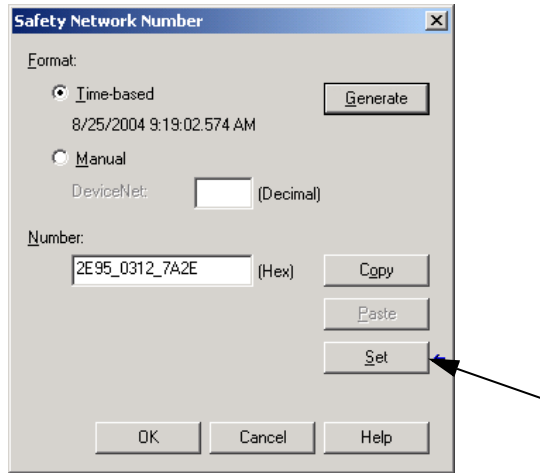 Safety Network Number
Format:
Time-based
Generate
8/25/2004 9:19:02.574 AM
Manual
DeviceNet:
(Decimal)
Number:
2E95_0312_7A2E
(Hex)
Copy
Paste
Set
OK
Cancel
Help